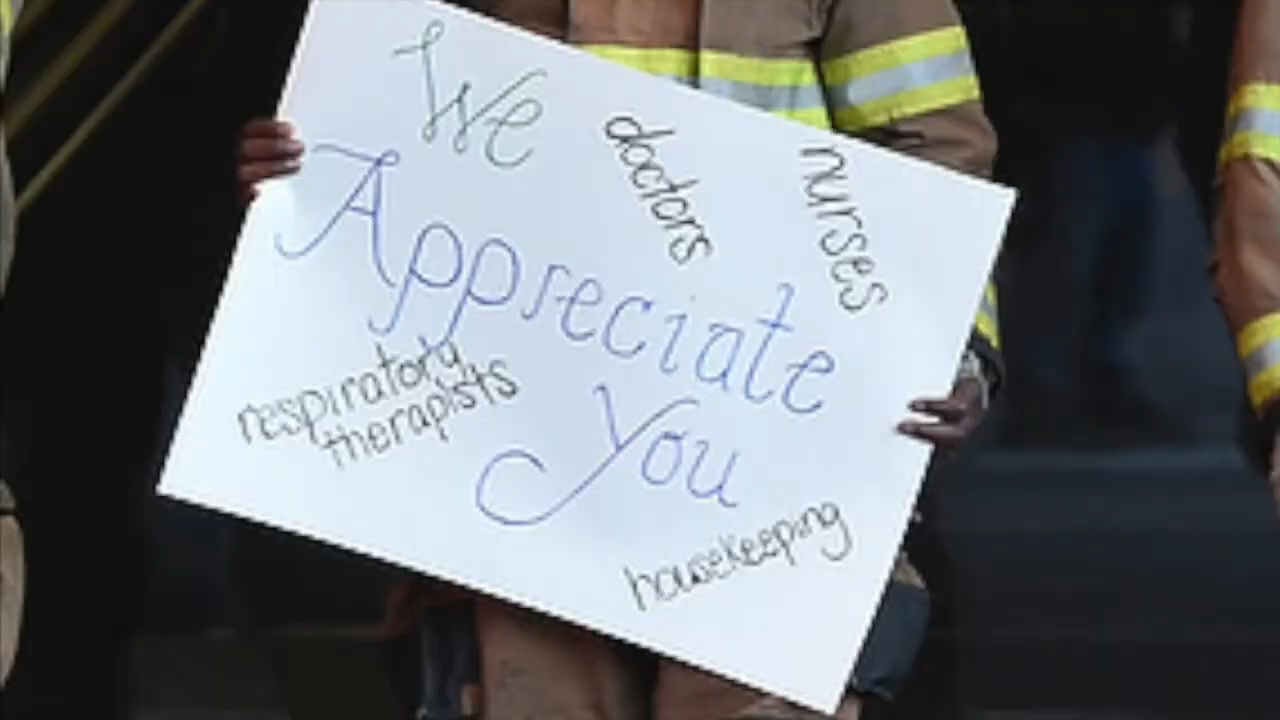 We
doctors
nurses
Appreciate
respiratory
therapists
You
housekeeping